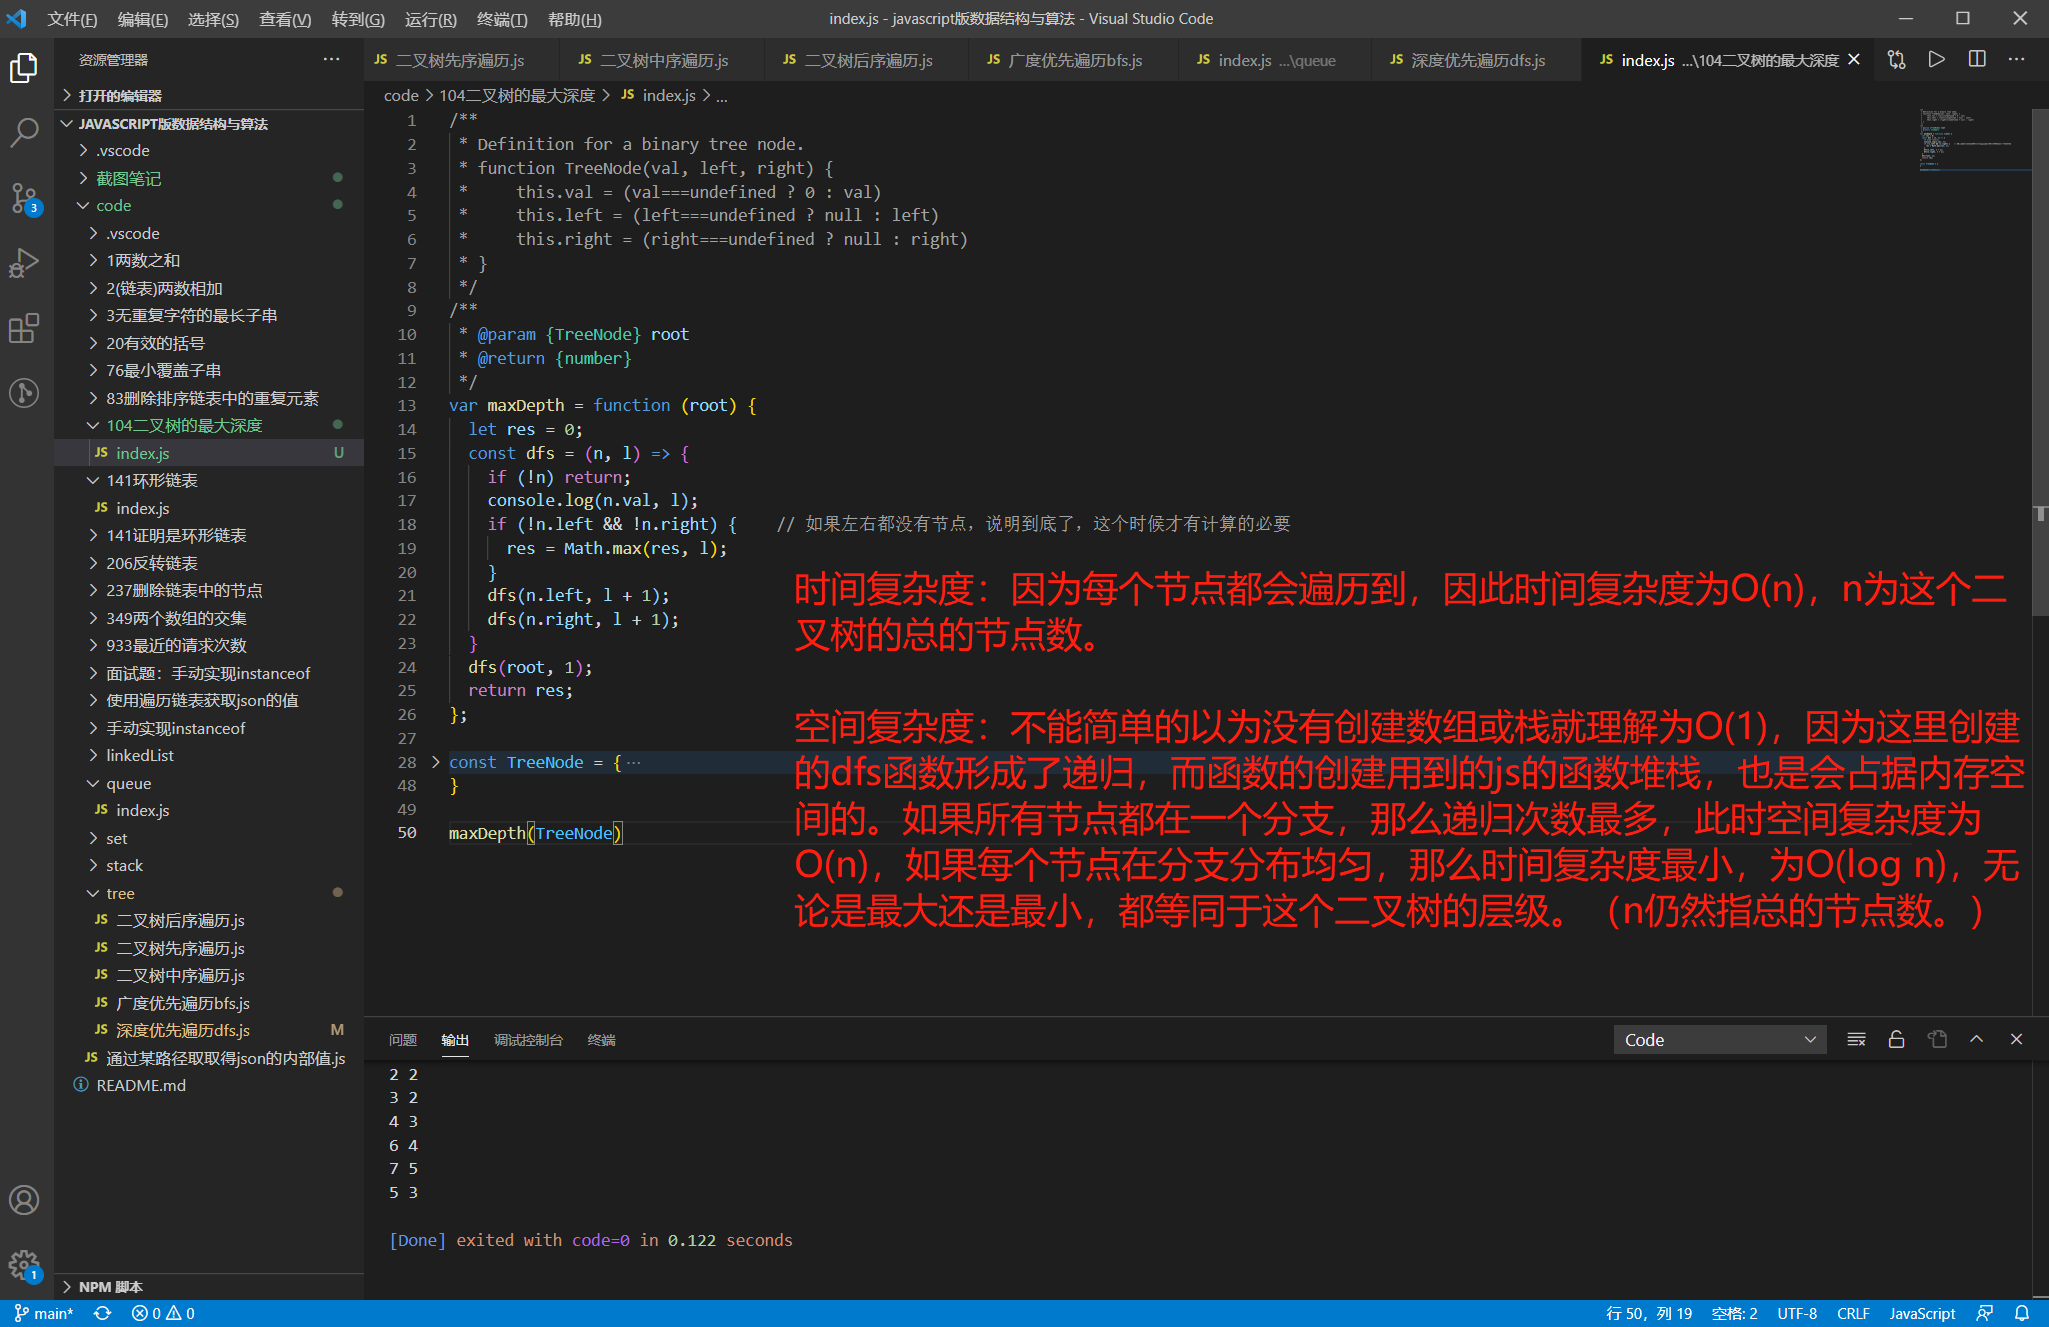 文件(F) 编辑(E) 选择(S) 查看(V) 转到(G) 运行(R) 终端(T) 帮助(H) index.js - javascript版数据结构与算法 - Visual Studio Code
资源管理器 ···
JS 二叉树先序遍历.js JS 二叉树中序遍历.js JS 二叉树后序遍历.js JS 广度优先遍历bfs.js JS index.js ...\queue JS 深度优先遍历dfs.js JS index.js ...\104二叉树的最大深度
打开的编辑器
JAVASCRIPT版数据结构与算法
.vscode
截图笔记
code
.vscode
1两数之和
2(链表)两数相加
3无重复字符的最长子串
20有效的括号
76最小覆盖子串
83删除排序链表中的重复元素
104二叉树的最大深度
JS index.js U
141环形链表
JS index.js
141证明是环形链表
206反转链表
237删除链表中的节点
349两个数组的交集
933最近的请求次数
面试题：手动实现instanceof
使用遍历链表获取json的值
手动实现instanceof
linkedList
queue
JS index.js
set
stack
tree
JS 二叉树后序遍历.js
JS 二叉树先序遍历.js
JS 二叉树中序遍历.js
JS 广度优先遍历bfs.js
JS 深度优先遍历dfs.js M
JS 通过某路径取取得json的内部值.js
README.md
NPM 脚本
3
1
code > 104二叉树的最大深度 > JS index.js > ...
1 /**
2 * Definition for a binary tree node.
3 * function TreeNode(val, left, right) {
4 *     this.val = (val===undefined ? 0 : val)
5 *     this.left = (left===undefined ? null : left)
6 *     this.right = (right===undefined ? null : right)
7 * }
8 */
9 /**
10 * @param {TreeNode} root
11 * @return {number}
12 */
13 var maxDepth = function (root) {
14 let res = 0;
15 const dfs = (n, l) => {
16 if (!n) return;
17 console.log(n.val, l);
18 if (!n.left && !n.right) {    // 如果左右都没有节点，说明到底了，这个时候才有计算的必要
19 res = Math.max(res, l);
20 }
21 dfs(n.left, l + 1);
22 dfs(n.right, l + 1);
23 }
24 dfs(root, 1);
25 return res;
26 };
27
28 const TreeNode = { ···
48 }
49
50 maxDepth(TreeNode)
时间复杂度：因为每个节点都会遍历到，因此时间复杂度为O(n)，n为这个二
叉树的总的节点数。
空间复杂度：不能简单的以为没有创建数组或栈就理解为O(1)，因为这里创建
的dfs函数形成了递归，而函数的创建用到的js的函数堆栈，也是会占据内存空
间的。如果所有节点都在一个分支，那么递归次数最多，此时空间复杂度为
O(n)，如果每个节点在分支分布均匀，那么时间复杂度最小，为O(log n)，无
论是最大还是最小，都等同于这个二叉树的层级。（n仍然指总的节点数。）
问题 输出 调试控制台 终端 Code
2 2
3 2
4 3
6 4
7 5
5 3
[Done] exited with code=0 in 0.122 seconds
main* 0 0 行 50，列 19 空格: 2 UTF-8 CRLF JavaScript